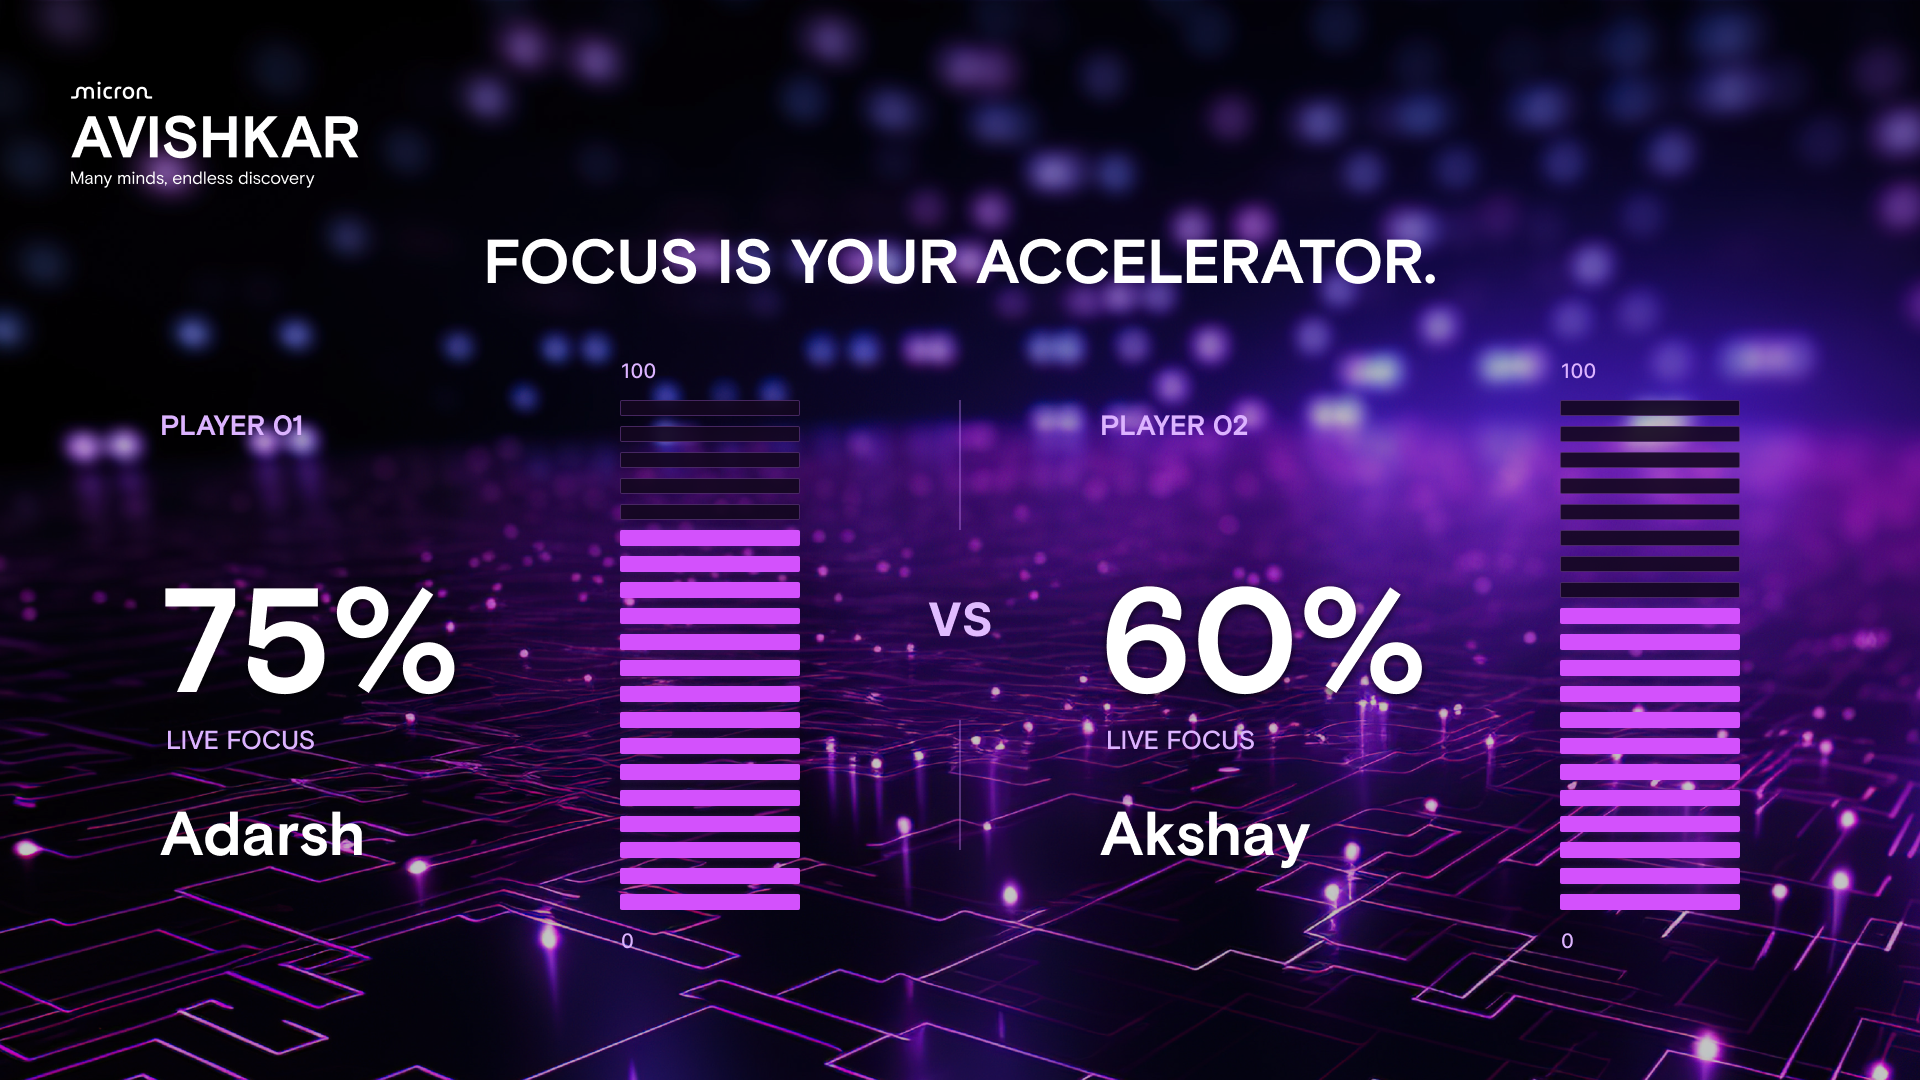 micron
AVISHKAR
Many minds, endless discovery
FOCUS IS YOUR ACCELERATOR.
PLAYER 01
75%
LIVE FOCUS
Adarsh
100
0
VS
PLAYER 02
60%
LIVE FOCUS
Akshay
100
0